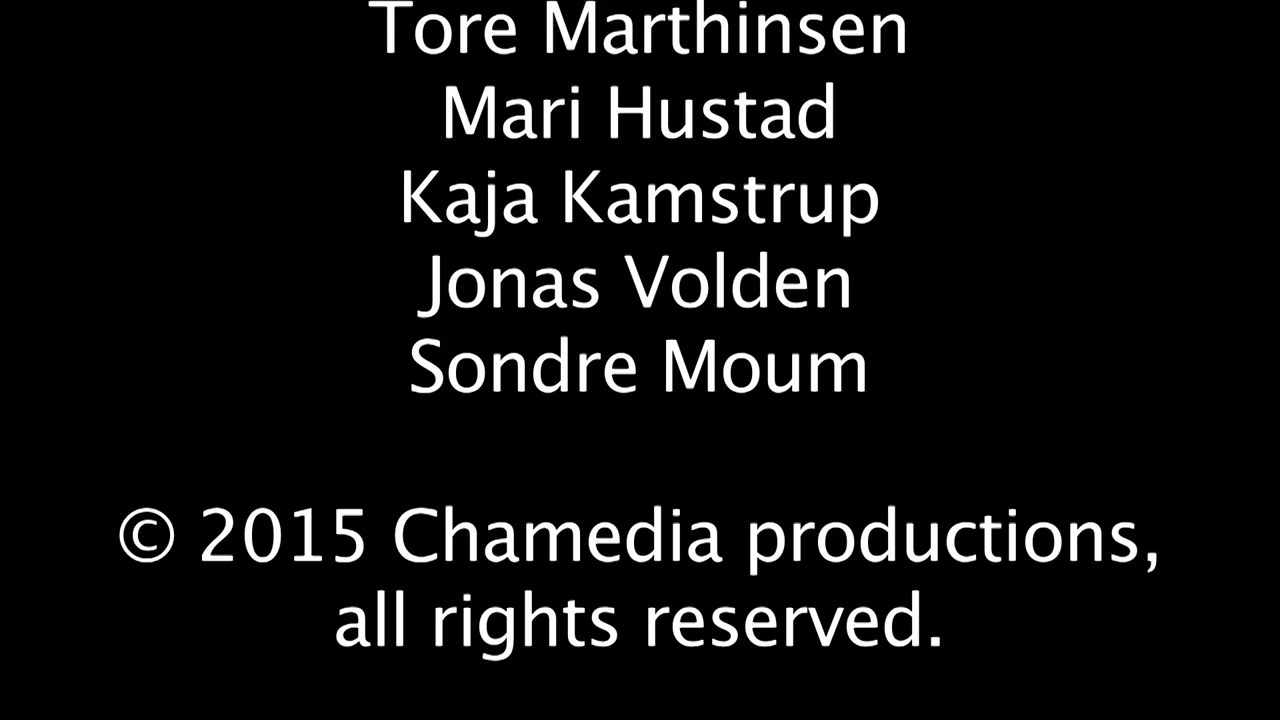 Tore Marthinsen
Mari Hustad
Kaja Kamstrup
Jonas Volden
Sondre Moum
© 2015 Chamedia productions,
all rights reserved.